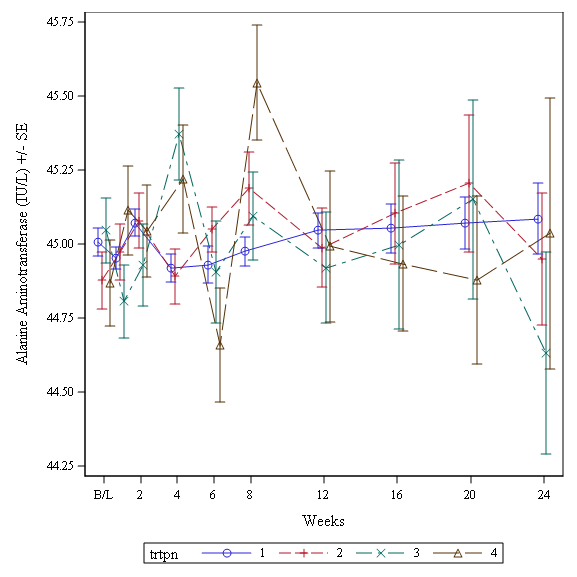 Alanine Aminotransferase (IU/L) +/- SE
45.75
45.50
45.25
45.00
44.75
44.50
44.25
B/L 2 4 6 8 12 16 20 24
Weeks
trtpn 1 2 3 4